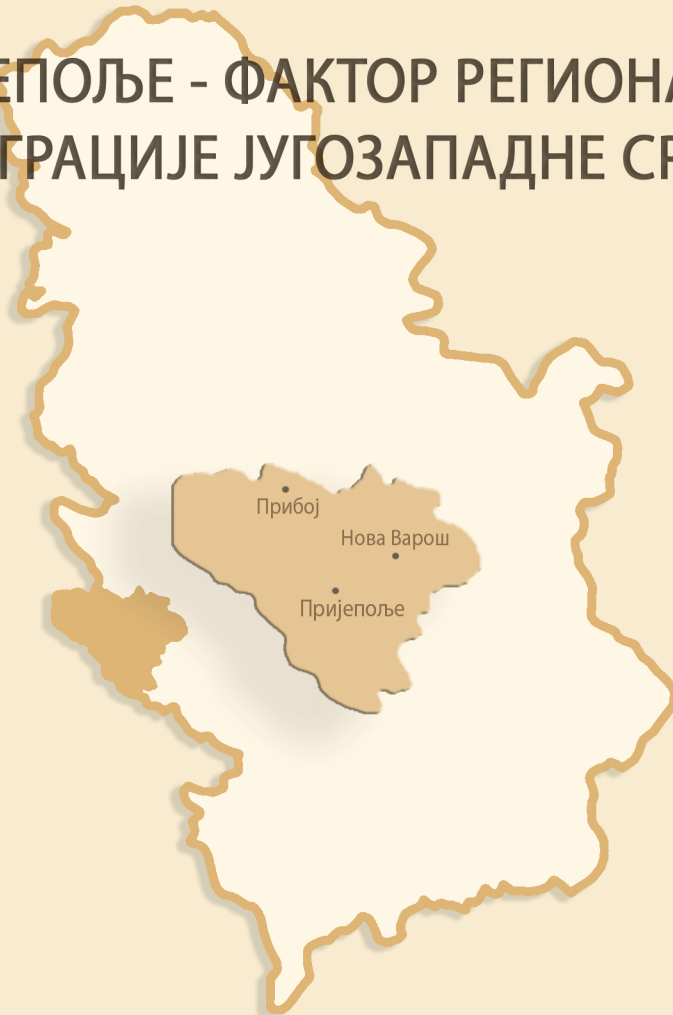 ЕПОЉЕ - ФАКТОР РЕГИОНА
ГРАЦИЈЕ ЈУГОЗАПАДНЕ СР
Прибој
Нова Варош
Пријепоље